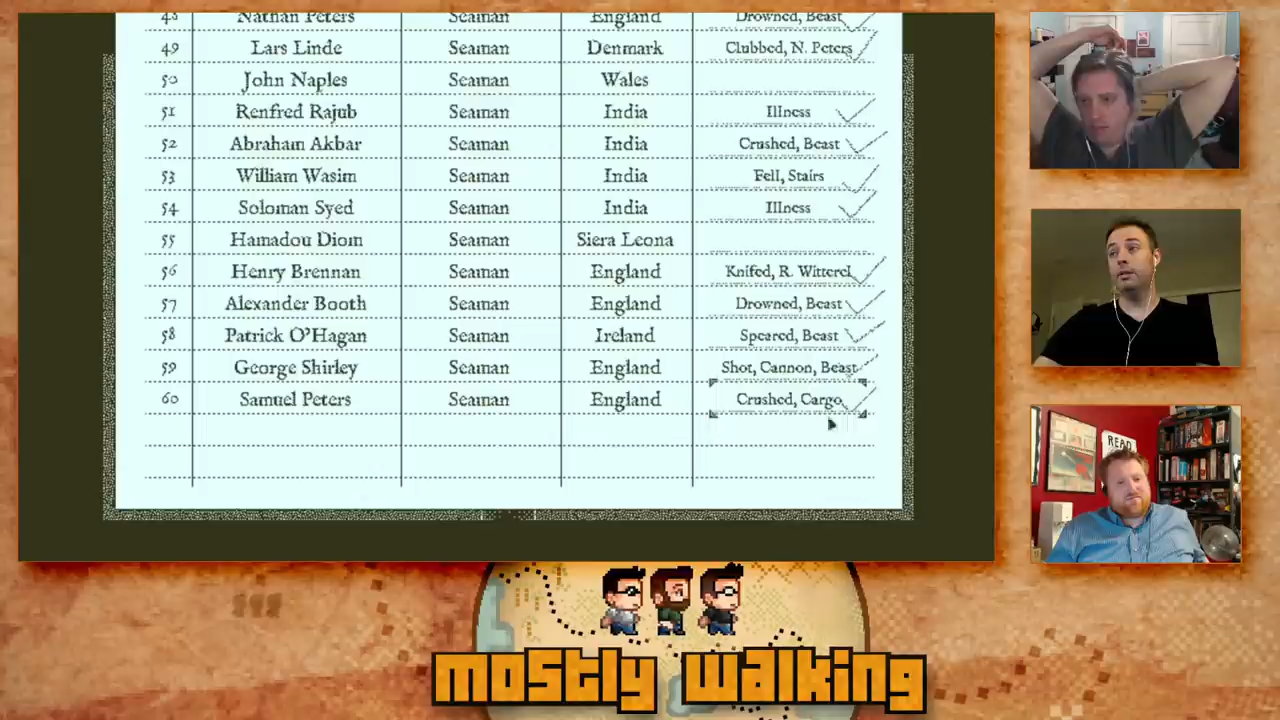 48 Nathan Peters Seaman England Drowned, Beast
49 Lars Linde Seaman Denmark Clubbed, N. Peters
50 John Naples Seaman Wales
51 Renfred Rajub Seaman India Illness
52 Abraham Akbar Seaman India Crushed, Beast
53 William Wasim Seaman India Fell, Stairs
54 Soloman Syed Seaman India Illness
55 Hamadou Diom Seaman Siera Leona
56 Henry Brennan Seaman England Knifed, R. Witterel
57 Alexander Booth Seaman England Drowned, Beast
58 Patrick O'Hagan Seaman Ireland Speared, Beast
59 George Shirley Seaman England Shot, Cannon, Beast
60 Samuel Peters Seaman England Crushed, Cargo
READ
mostly walking